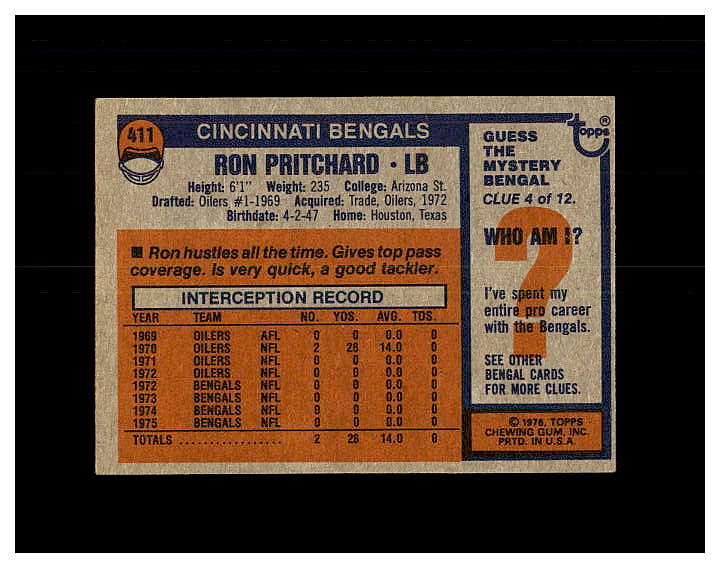 411
CINCINNATI BENGALS
RON PRITCHARD • LB
Height: 6'1" Weight: 235 College: Arizona St.
Drafted: Oilers #1-1969 Acquired: Trade, Oilers, 1972
Birthdate: 4-2-47 Home: Houston, Texas
■ Ron hustles all the time. Gives top pass
coverage. Is very quick, a good tackler.
INTERCEPTION RECORD
YEAR TEAM NO. YDS. AVG. TDS.
1969 OILERS AFL 0 0 0.0 0
1970 OILERS NFL 2 28 14.0 0
1971 OILERS NFL 0 0 0.0 0
1972 OILERS NFL 0 0 0.0 0
1972 BENGALS NFL 0 0 0.0 0
1973 BENGALS NFL 0 0 0.0 0
1974 BENGALS NFL 0 0 0.0 0
1975 BENGALS NFL 0 0 0.0 0
TOTALS .................. 2 28 14.0 0
topps ®
GUESS
THE
MYSTERY
BENGAL
CLUE 4 OF 12.
?
WHO AM I?
I've spent my
entire pro career
with the Bengals.
SEE OTHER
BENGAL CARDS
FOR MORE CLUES.
© 1976, TOPPS
CHEWING GUM, INC.
PRTD. IN U.S.A.